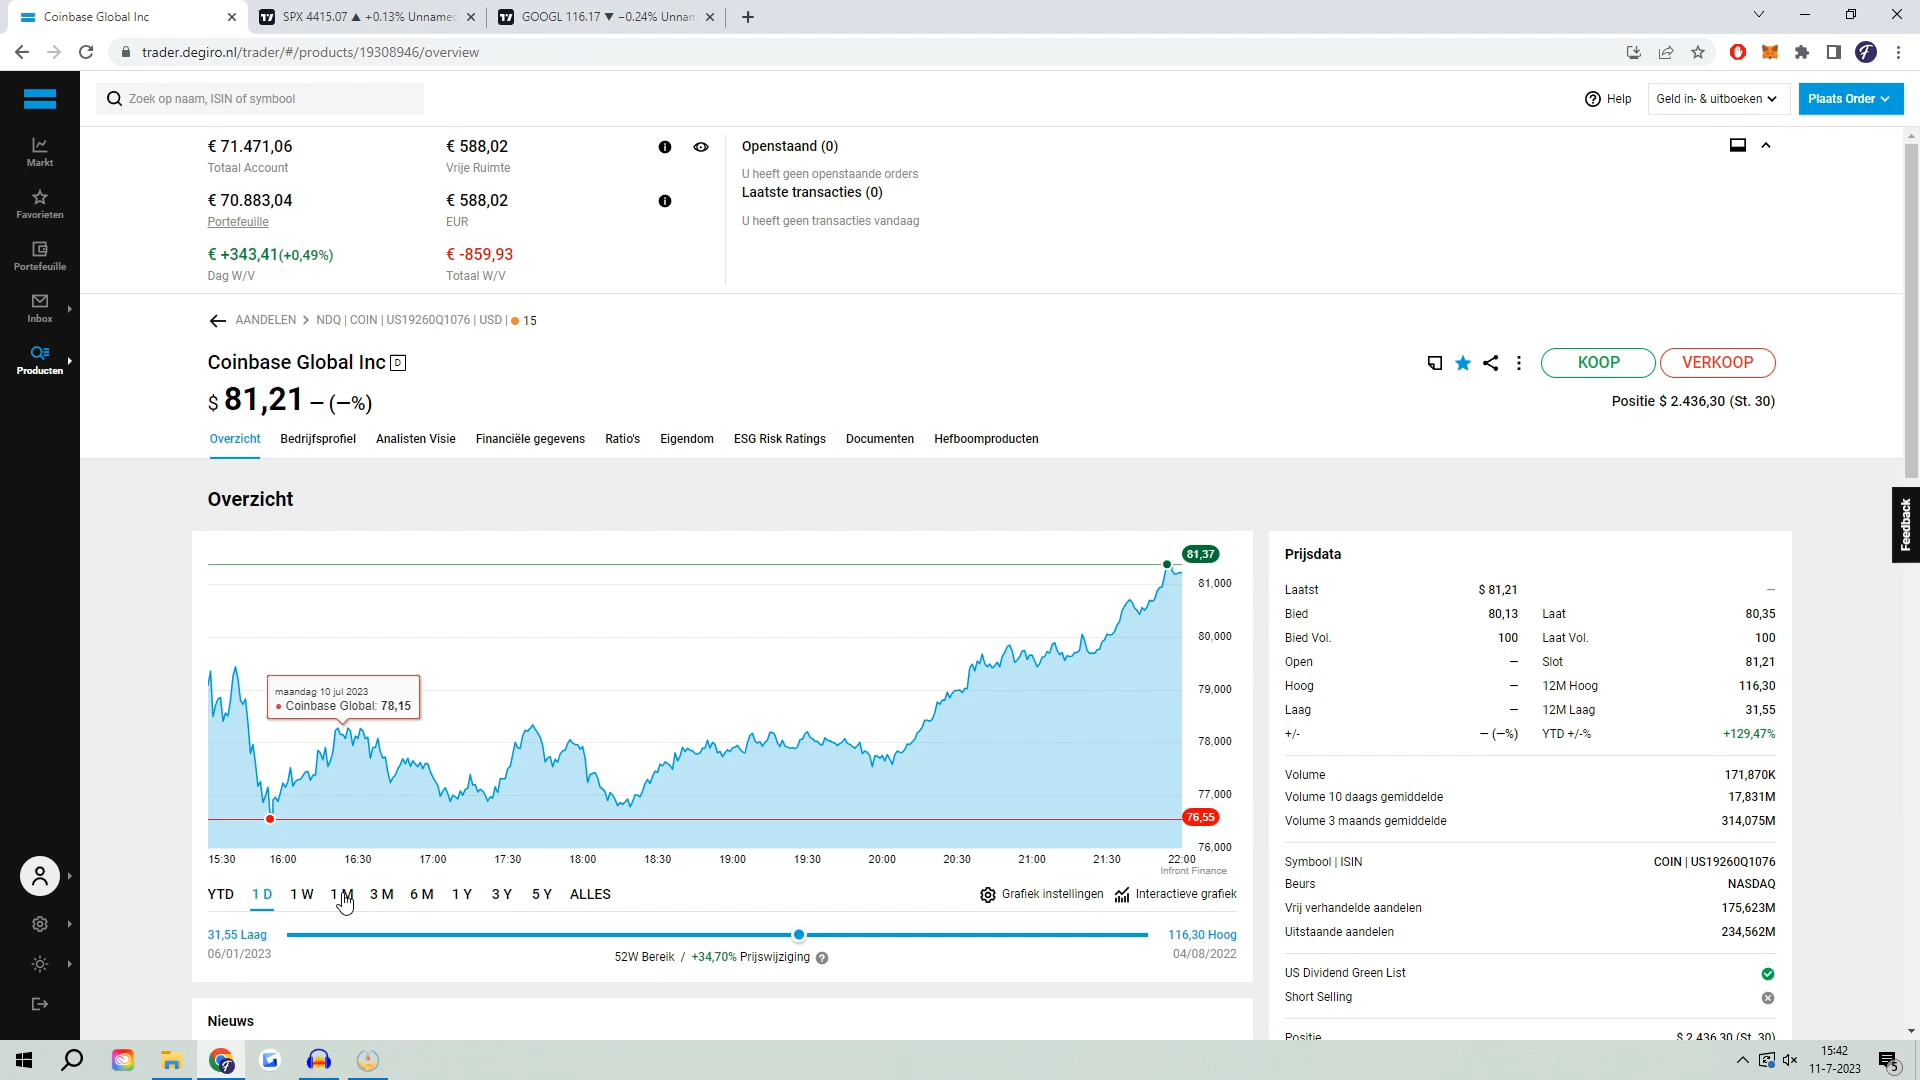 Coinbase Global Inc
SPX 4415.07 ▲ +0.13% Unnamed
GOOGL 116.17 ▼ −0.24% Unnam
trader.degiro.nl/trader/#/products/19308946/overview
Zoek op naam, ISIN of symbool
Help
Geld in- & uitboeken
Plaats Order
Markt
Favorieten
Portefeuille
Inbox
Producten
€ 71.471,06
Totaal Account
€ 588,02
Vrije Ruimte
€ 70.883,04
Portefeuille
€ 588,02
EUR
€ +343,41(+0,49%)
Dag W/V
€ -859,93
Totaal W/V
Openstaand (0)
U heeft geen openstaande orders
Laatste transacties (0)
U heeft geen transacties vandaag
AANDELEN > NDQ | COIN | US19260Q1076 | USD | 15
Coinbase Global Inc D
$ 81,21 – (–%)
KOOP
VERKOOP
Positie $ 2.436,30 (St. 30)
Overzicht Bedrijfsprofiel Analisten Visie Financiële gegevens Ratio's Eigendom ESG Risk Ratings Documenten Hefboomproducten
Feedback
Overzicht
81,37
81,000
80,000
79,000
78,000
77,000
76,55
76,000
maandag 10 jul 2023
Coinbase Global: 78,15
15:30 16:00 16:30 17:00 17:30 18:00 18:30 19:00 19:30 20:00 20:30 21:00 21:30 22:00
Infront Finance
YTD 1 D 1 W 1 M 3 M 6 M 1 Y 3 Y 5 Y ALLES
Grafiek instellingen
Interactieve grafiek
31,55 Laag
06/01/2023
116,30 Hoog
04/08/2022
52W Bereik / +34,70% Prijswijziging
Nieuws
Prijsdata
Laatst $ 81,21 –
Bied 80,13 Laat 80,35
Bied Vol. 100 Laat Vol. 100
Open – Slot 81,21
Hoog – 12M Hoog 116,30
Laag – 12M Laag 31,55
+/- – (–%) YTD +/-% +129,47%
Volume 171,870K
Volume 10 daags gemiddelde 17,831M
Volume 3 maands gemiddelde 314,075M
Symbool | ISIN COIN | US19260Q1076
Beurs NASDAQ
Vrij verhandelde aandelen 175,623M
Uitstaande aandelen 234,562M
US Dividend Green List
Short Selling
Positie $ 2.436,30 (St. 30)
15:42
11-7-2023
5